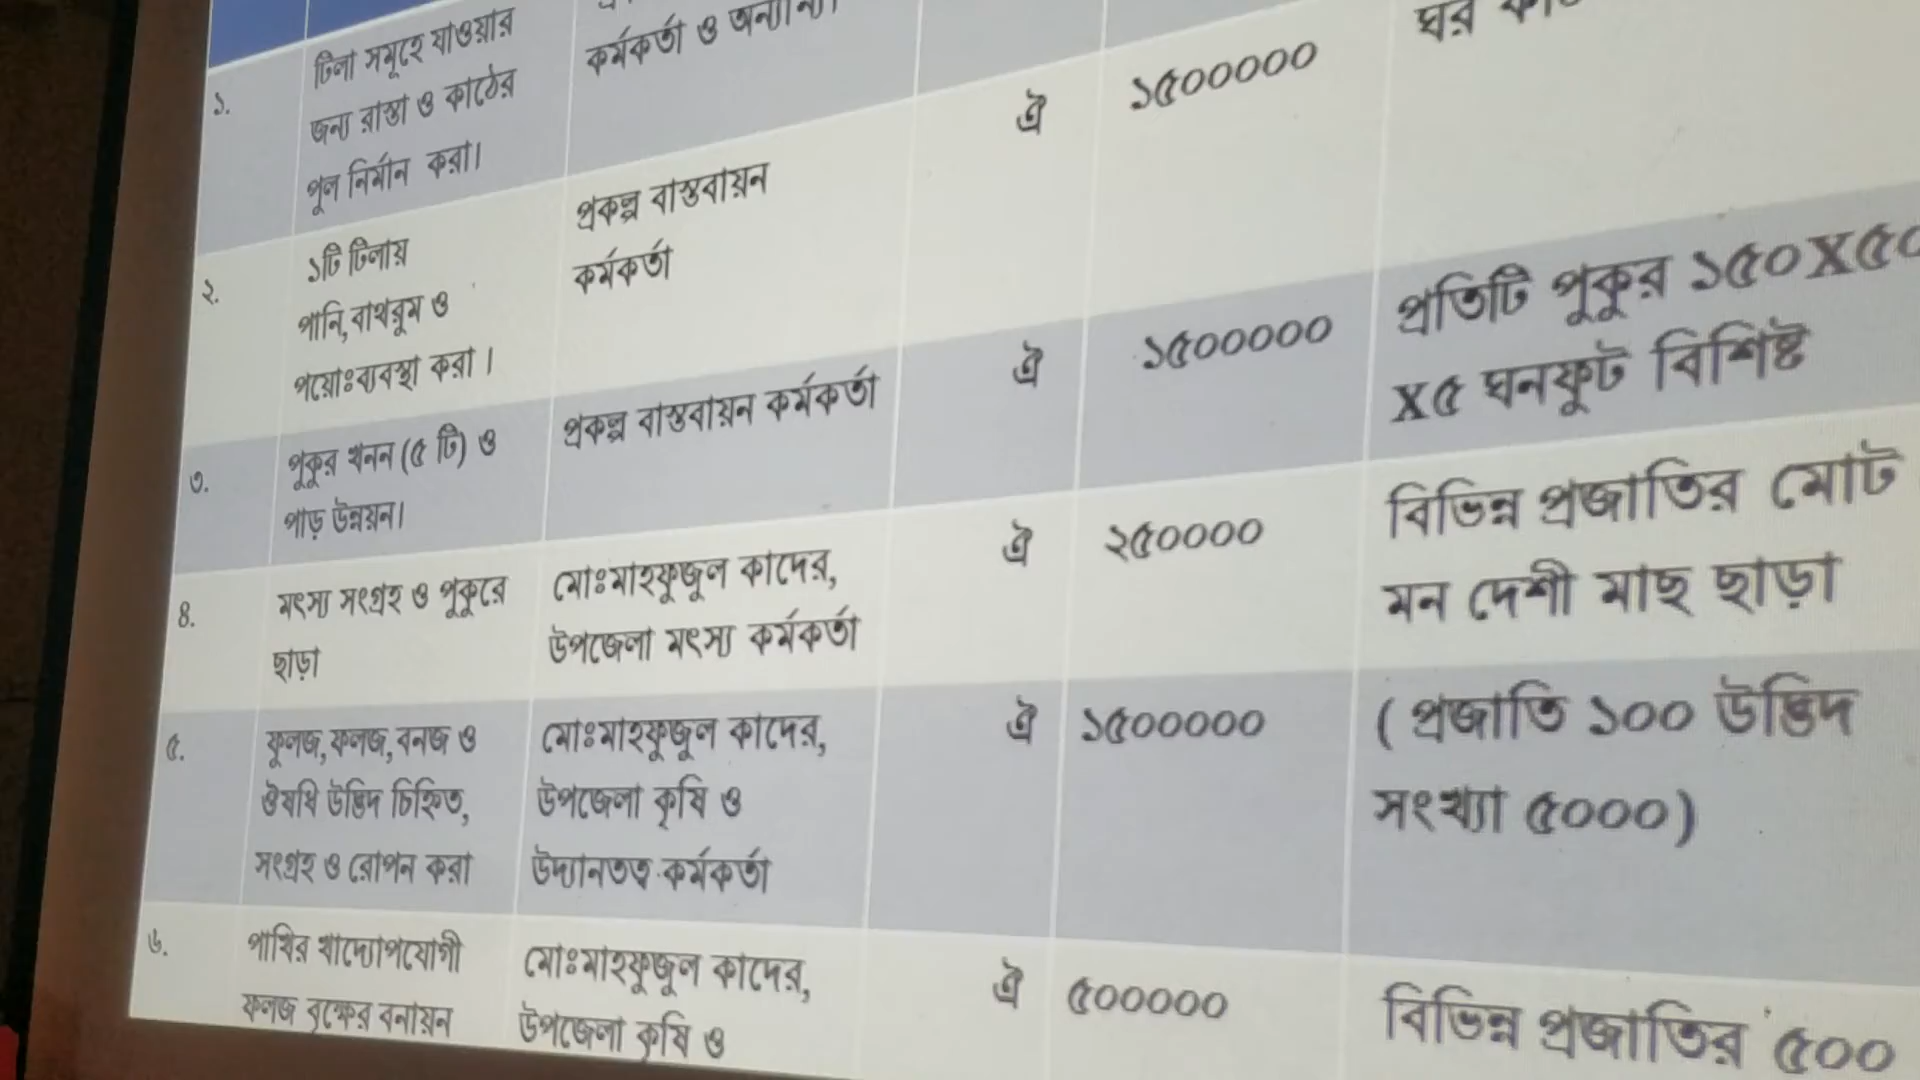 ১.
টিলা সমূহে যাওয়ার
জন্য রাস্তা ও কাঠের
পুল নির্মান করা।
কর্মকর্তা ও অন্যান্য।
২.
১টি টিলায়
পানি,বাথরুম ও
পয়োঃব্যবস্থা করা ।
প্রকল্প বাস্তবায়ন
কর্মকর্তা
ঐ
১৫০০০০০
ঘর
৩.
পুকুর খনন (৫ টি) ও
পাড় উন্নয়ন।
প্রকল্প বাস্তবায়ন কর্মকর্তা
ঐ
১৫০০০০০
প্রতিটি পুকুর ১৫০X৫০
X৫ ঘনফুট বিশিষ্ট
৪.
মৎস্য সংগ্রহ ও পুকুরে
ছাড়া
মোঃমাহফুজুল কাদের,
উপজেলা মৎস্য কর্মকর্তা
ঐ
২৫০০০০
বিভিন্ন প্রজাতির মোট
মন দেশী মাছ ছাড়া
৫.
ফুলজ,ফলজ,বনজ ও
ঔষধি উদ্ভিদ চিহ্নিত,
সংগ্রহ ও রোপন করা
মোঃমাহফুজুল কাদের,
উপজেলা কৃষি ও
উদ্যানতত্ব কর্মকর্তা
ঐ
১৫০০০০০
( প্রজাতি ১০০ উদ্ভিদ
সংখ্যা ৫০০০)
৬.
পাখির খাদ্যোপযোগী
ফলজ বৃক্ষের বনায়ন
মোঃমাহফুজুল কাদের,
উপজেলা কৃষি ও
ঐ
৫০০০০০
বিভিন্ন প্রজাতির ৫০০